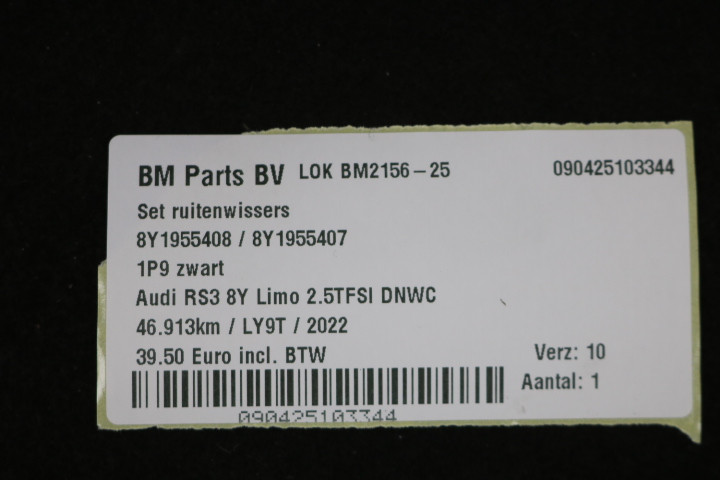 BM Parts BV LOK BM2156-25 090425103344
Set ruitenwissers
8Y1955408 / 8Y1955407
1P9 zwart
Audi RS3 8Y Limo 2.5TFSI DNWC
46.913km / LY9T / 2022
39.50 Euro incl. BTW Verz: 10
Aantal: 1
090425103344